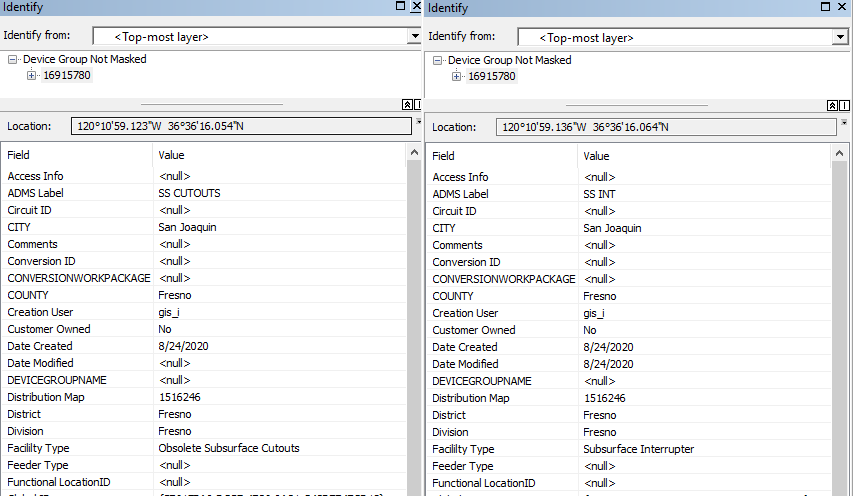 Identify
Identify from: <Top-most layer>
Device Group Not Masked
16915780
Location: 120°10'59.123"W 36°36'16.054"N
Field Value
Access Info <null>
ADMS Label SS CUTOUTS
Circuit ID <null>
CITY San Joaquin
Comments <null>
Conversion ID <null>
CONVERSIONWORKPACKAGE <null>
COUNTY Fresno
Creation User gis_i
Customer Owned No
Date Created 8/24/2020
Date Modified <null>
DEVICEGROUPNAME <null>
Distribution Map 1516246
District Fresno
Division Fresno
Facililty Type Obsolete Subsurface Cutouts
Feeder Type <null>
Functional LocationID <null>
Identify
Identify from: <Top-most layer>
Device Group Not Masked
16915780
Location: 120°10'59.136"W 36°36'16.064"N
Field Value
Access Info <null>
ADMS Label SS INT
Circuit ID <null>
CITY San Joaquin
Comments <null>
Conversion ID <null>
CONVERSIONWORKPACKAGE <null>
COUNTY Fresno
Creation User gis_i
Customer Owned No
Date Created 8/24/2020
Date Modified 8/24/2020
DEVICEGROUPNAME <null>
Distribution Map 1516246
District Fresno
Division Fresno
Facililty Type Subsurface Interrupter
Feeder Type <null>
Functional LocationID <null>